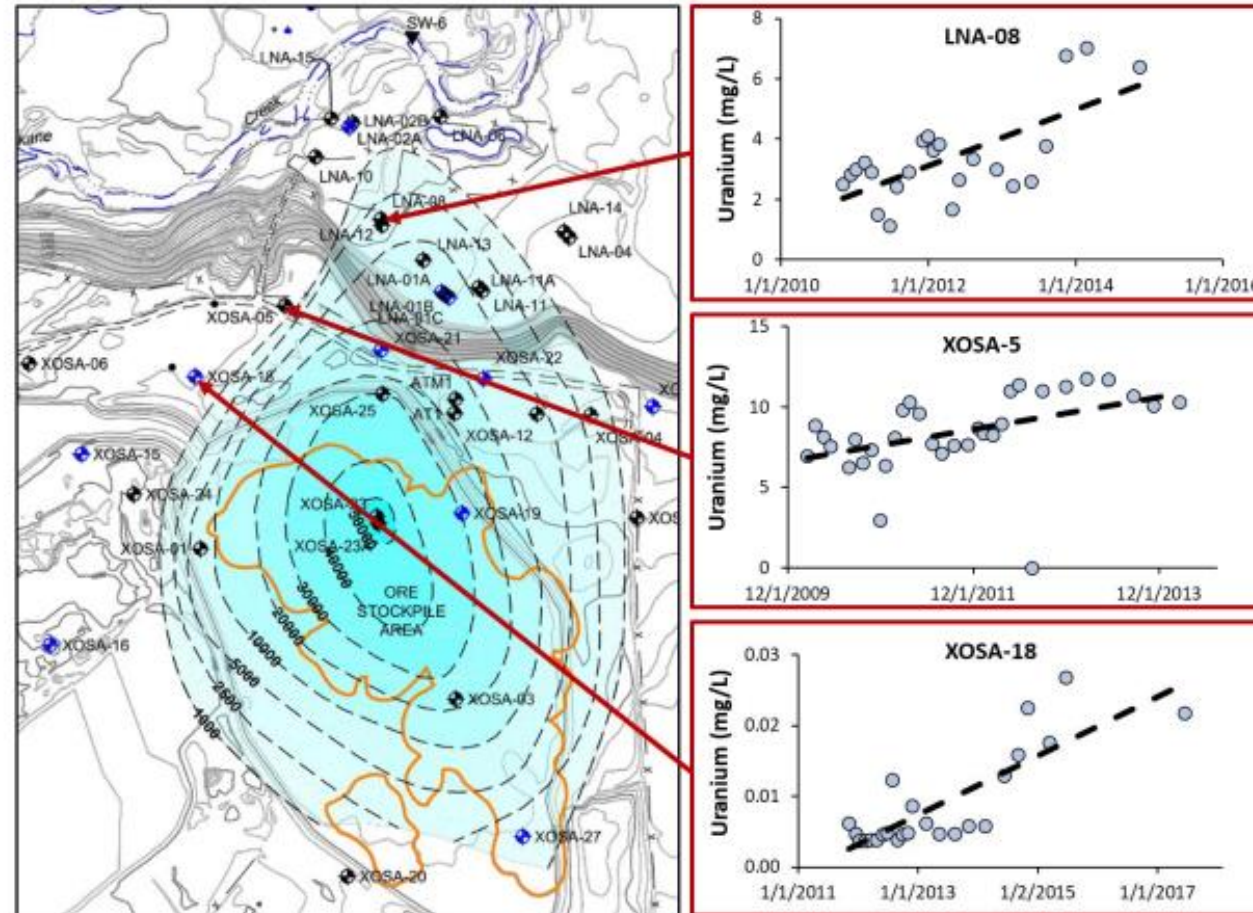 SW-6
LNA-15
Creek
LNA-02B
LNA-02A
LNA-06
LNA-10
LNA-08
LNA-12
LNA-14
LNA-04
LNA-13
LNA-01A
LNA-11A
LNA-01B
LNA-11
LNA-01C
XOSA-05
XOSA-21
XOSA-06
XOSA-18
XOSA-22
ATM1
XOSA-25
AT1
XOSA-12
XOSA-04
XOSA-15
XOSA-24
XOSA-19
XOSA-01
XOSA-23A
ORE
STOCKPILE
AREA
30000
20000
10000
5000
2500
1000
XOSA-16
XOSA-03
XOSA-27
XOSA-20
LNA-08
Uranium (mg/L)
8
6
4
2
0
1/1/2010
1/1/2012
1/1/2014
1/1/2016
XOSA-5
Uranium (mg/L)
15
10
5
0
12/1/2009
12/1/2011
12/1/2013
XOSA-18
Uranium (mg/L)
0.03
0.02
0.01
0.00
1/1/2011
1/1/2013
1/2/2015
1/1/2017